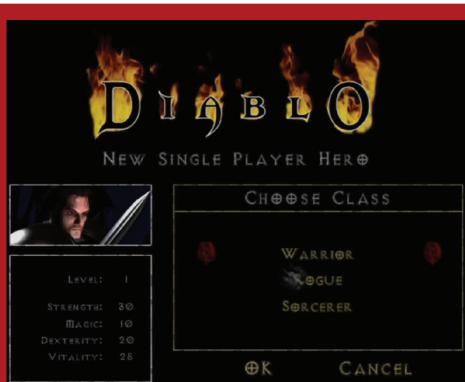 DIABLO
NEW SINGLE PLAYER HERO
CHOOSE CLASS
LEVEL: 1
STRENGTH: 30
MAGIC: 10
DEXTERITY: 20
VITALITY: 25
WARRIOR
ROGUE
SORCERER
OK CANCEL